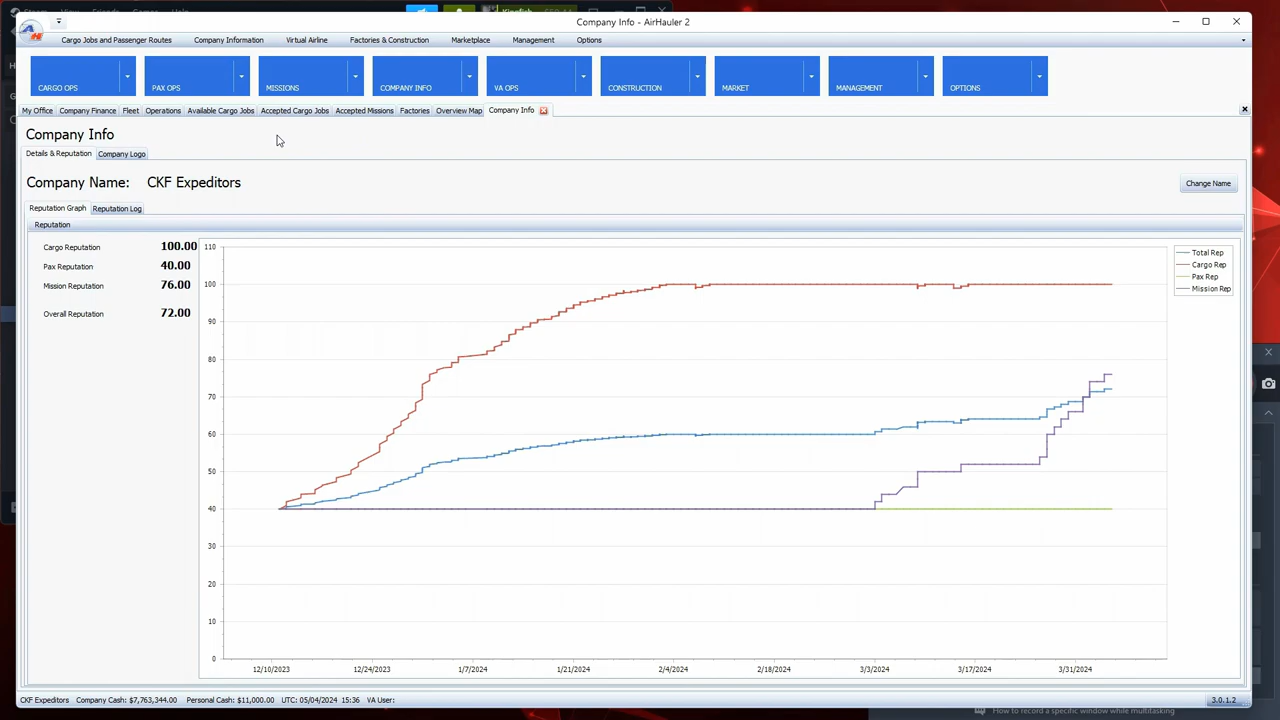 Company Info - AirHauler 2
Cargo Jobs and Passenger Routes Company Information Virtual Airline Factories & Construction Marketplace Management Options
CARGO OPS PAX OPS MISSIONS COMPANY INFO VA OPS CONSTRUCTION MARKET MANAGEMENT OPTIONS
My Office Company Finance Fleet Operations Available Cargo Jobs Accepted Cargo Jobs Accepted Missions Factories Overview Map Company Info
Company Info
Details & Reputation Company Logo
Company Name: CKF Expeditors Change Name
Reputation Graph Reputation Log
Reputation
Cargo Reputation 100.00
Pax Reputation 40.00
Mission Reputation 76.00
Overall Reputation 72.00
110
100
90
80
70
60
50
40
30
20
10
0
Total Rep
Cargo Rep
Pax Rep
Mission Rep
12/10/2023 12/24/2023 1/7/2024 1/21/2024 2/4/2024 2/18/2024 3/3/2024 3/17/2024 3/31/2024
CKF Expeditors Company Cash: $7,763,344.00 Personal Cash: $11,000.00 UTC: 05/04/2024 15:36 VA User: 3.0.1.2
How to record a specific window while multitasking